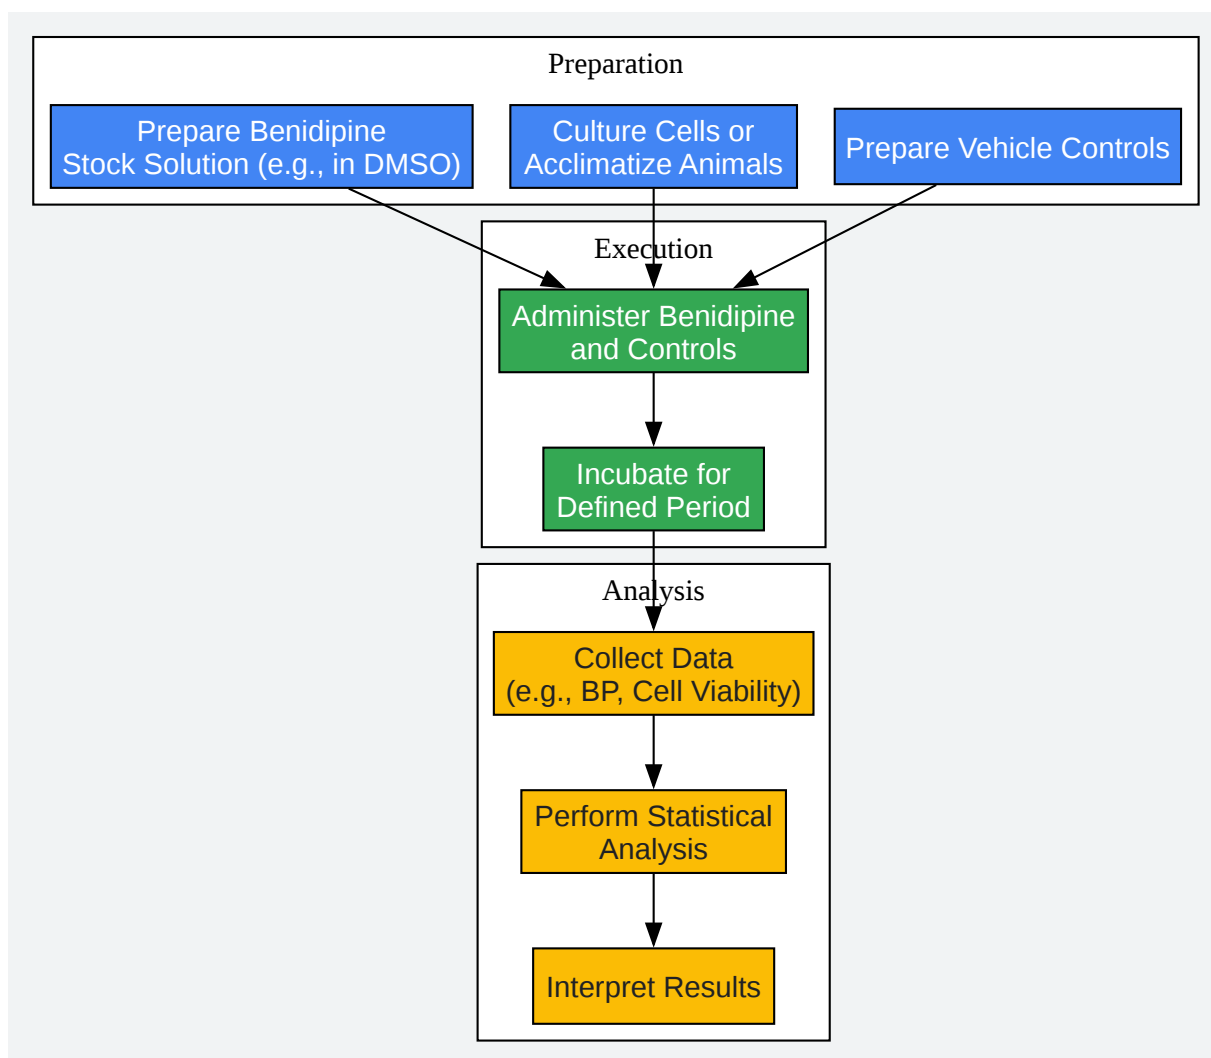 Preparation
Prepare Benidipine
Stock Solution (e.g., in DMSO)
Culture Cells or
Acclimatize Animals
Prepare Vehicle Controls
Execution
Administer Benidipine
and Controls
Incubate for
Defined Period
Analysis
Collect Data
(e.g., BP, Cell Viability)
Perform Statistical
Analysis
Interpret Results